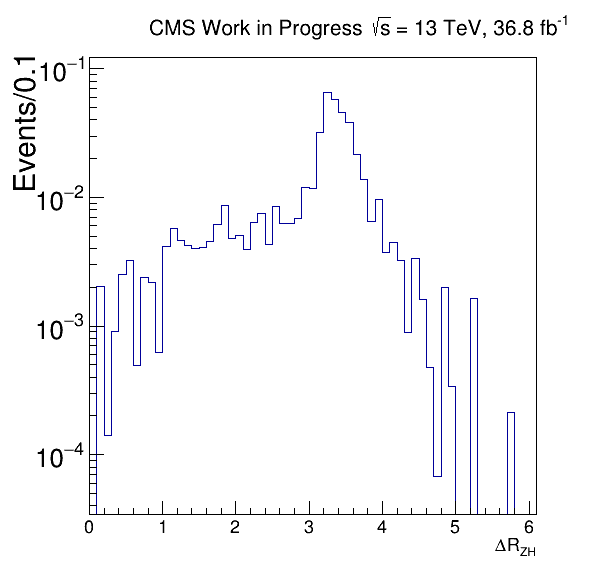 CMS Work in Progress √s = 13 TeV, 36.8 fb⁻¹
Events/0.1
10⁻¹
10⁻²
10⁻³
10⁻⁴
0 1 2 3 4 5 6
ΔR_ZH